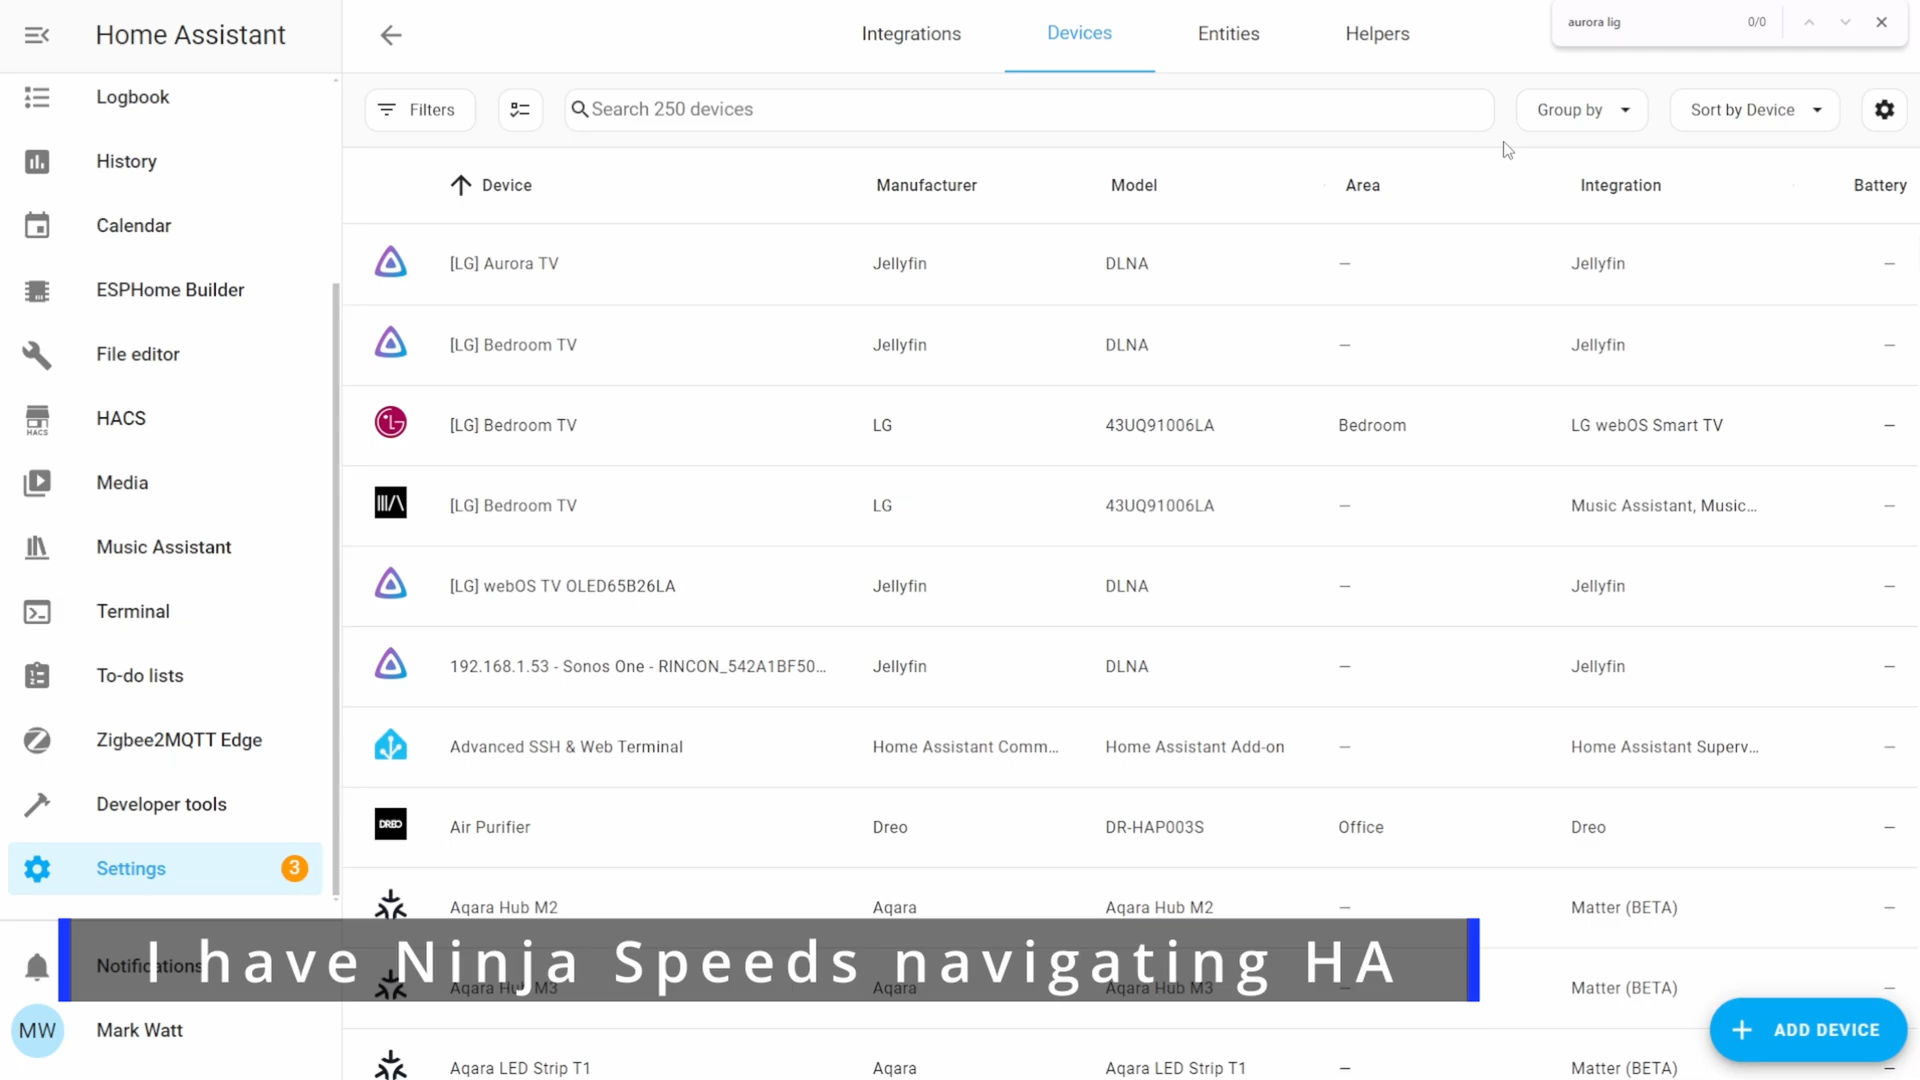 Home Assistant
Integrations
Devices
Entities
Helpers
aurora lig
0/0
Logbook
History
Calendar
ESPHome Builder
File editor
HACS
HACS
Media
Music Assistant
Terminal
To-do lists
Zigbee2MQTT Edge
Developer tools
Settings
3
Notifications
MW
Mark Watt
Filters
Search 250 devices
Group by
Sort by Device
Device Manufacturer Model Area Integration Battery
[LG] Aurora TV Jellyfin DLNA — Jellyfin —
[LG] Bedroom TV Jellyfin DLNA — Jellyfin —
[LG] Bedroom TV LG 43UQ91006LA Bedroom LG webOS Smart TV —
[LG] Bedroom TV LG 43UQ91006LA — Music Assistant, Music... —
[LG] webOS TV OLED65B26LA Jellyfin DLNA — Jellyfin —
192.168.1.53 - Sonos One - RINCON_542A1BF50... Jellyfin DLNA — Jellyfin —
Advanced SSH & Web Terminal Home Assistant Comm... Home Assistant Add-on — Home Assistant Superv... —
DREO Air Purifier Dreo DR-HAP003S Office Dreo —
Aqara Hub M2 Aqara Aqara Hub M2 — Matter (BETA) —
Aqara Hub M3 Aqara Aqara Hub M3 — Matter (BETA) —
Aqara LED Strip T1 Aqara Aqara LED Strip T1 — Matter (BETA) —
I have Ninja Speeds navigating HA
ADD DEVICE